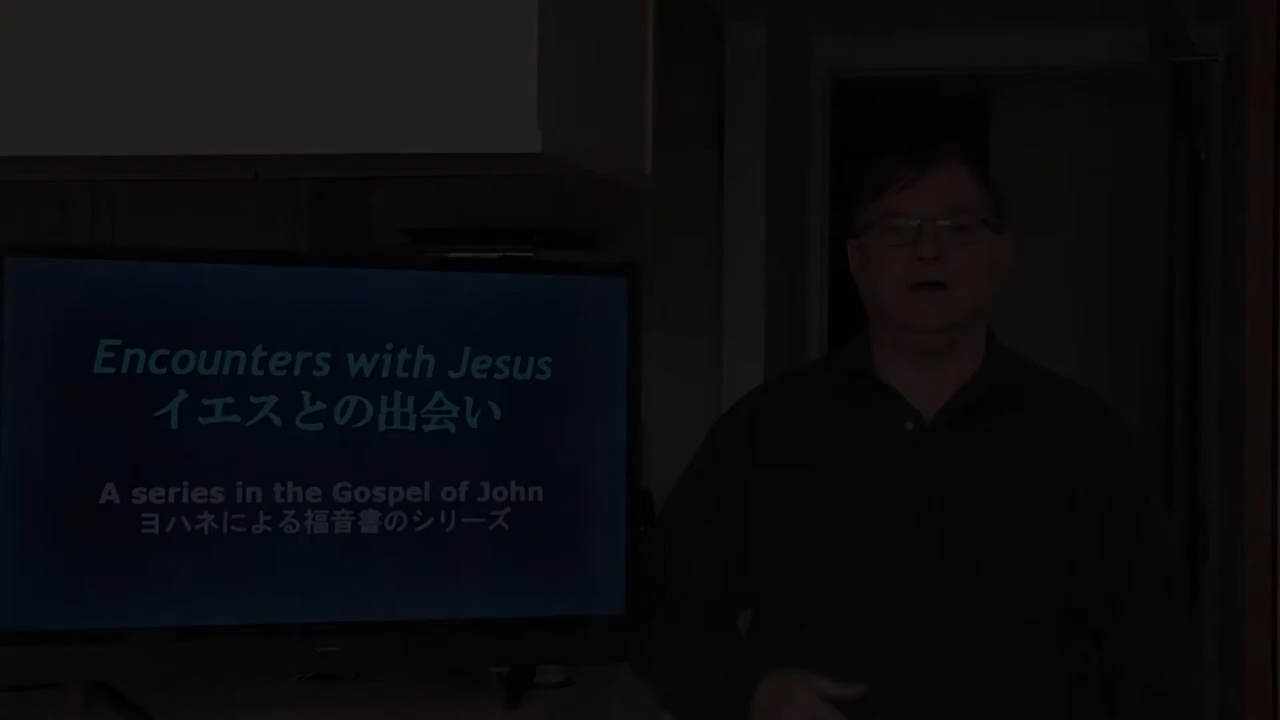 Encounters with Jesus
イエスとの出会い
A series in the Gospel of John
ヨハネによる福音書のシリーズ